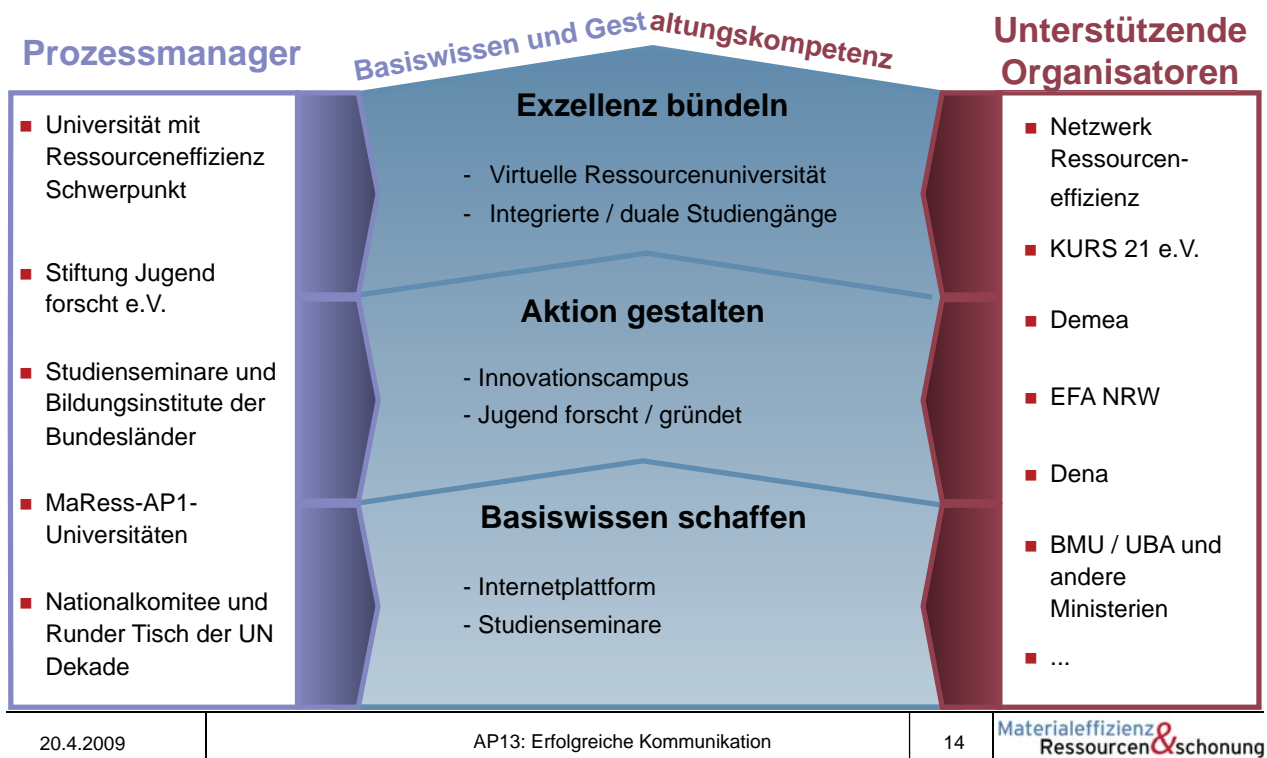 Prozessmanager
■ Universität mit
Ressourceneffizienz
Schwerpunkt
■ Stiftung Jugend
forscht e.V.
■ Studienseminare und
Bildungsinstitute der
Bundesländer
■ MaRess-AP1-
Universitäten
■ Nationalkomitee und
Runder Tisch der UN
Dekade
Basiswissen und Gestaltungskompetenz
Exzellenz bündeln
- Virtuelle Ressourcenuniversität
- Integrierte / duale Studiengänge
Aktion gestalten
- Innovationscampus
- Jugend forscht / gründet
Basiswissen schaffen
- Internetplattform
- Studienseminare
Unterstützende
Organisatoren
■ Netzwerk
Ressourcen-
effizienz
■ KURS 21 e.V.
■ Demea
■ EFA NRW
■ Dena
■ BMU / UBA und
andere
Ministerien
■ ...
20.4.2009
AP13: Erfolgreiche Kommunikation
14
Materialeffizienz &
Ressourcenschonung